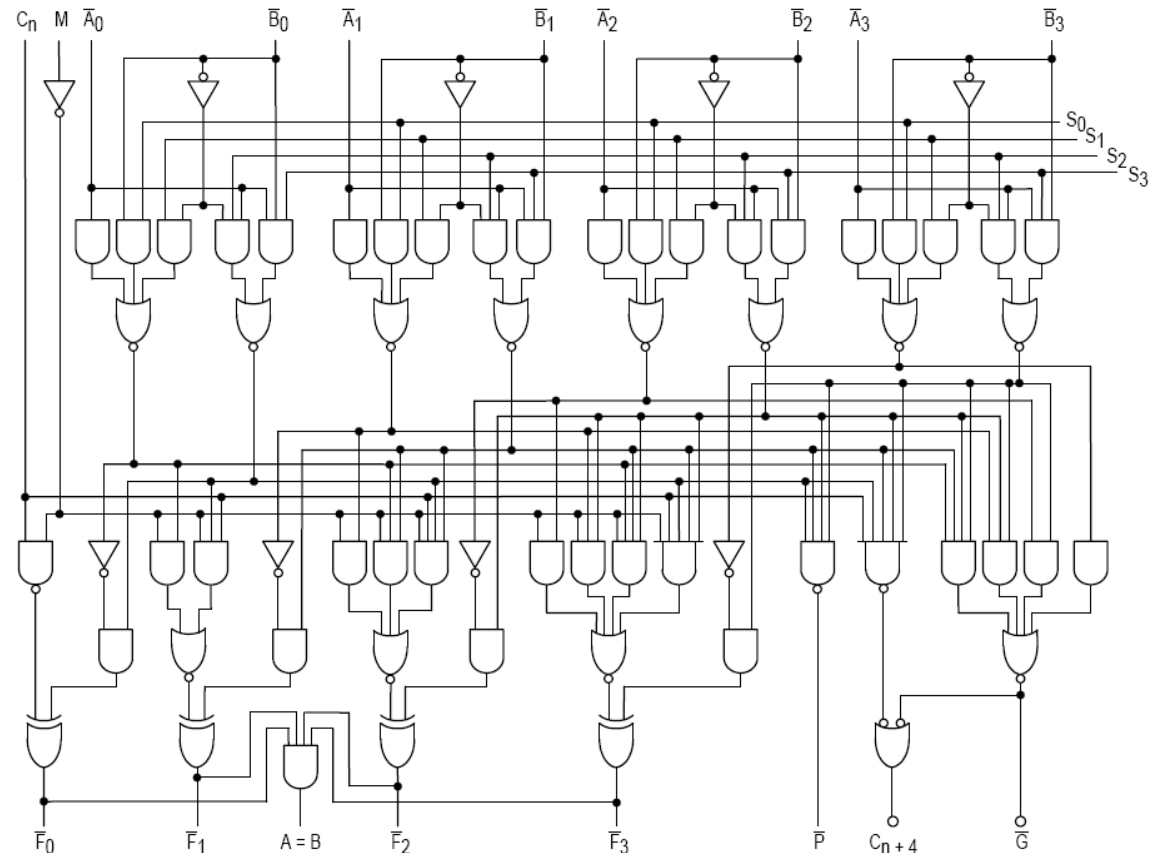 Cn M A̅0 B̅0 A̅1 B̅1 A̅2 B̅2 A̅3 B̅3
S0
S1
S2
S3
F̅0 F̅1 A = B F̅2 F̅3 P̅ Cn + 4 G̅